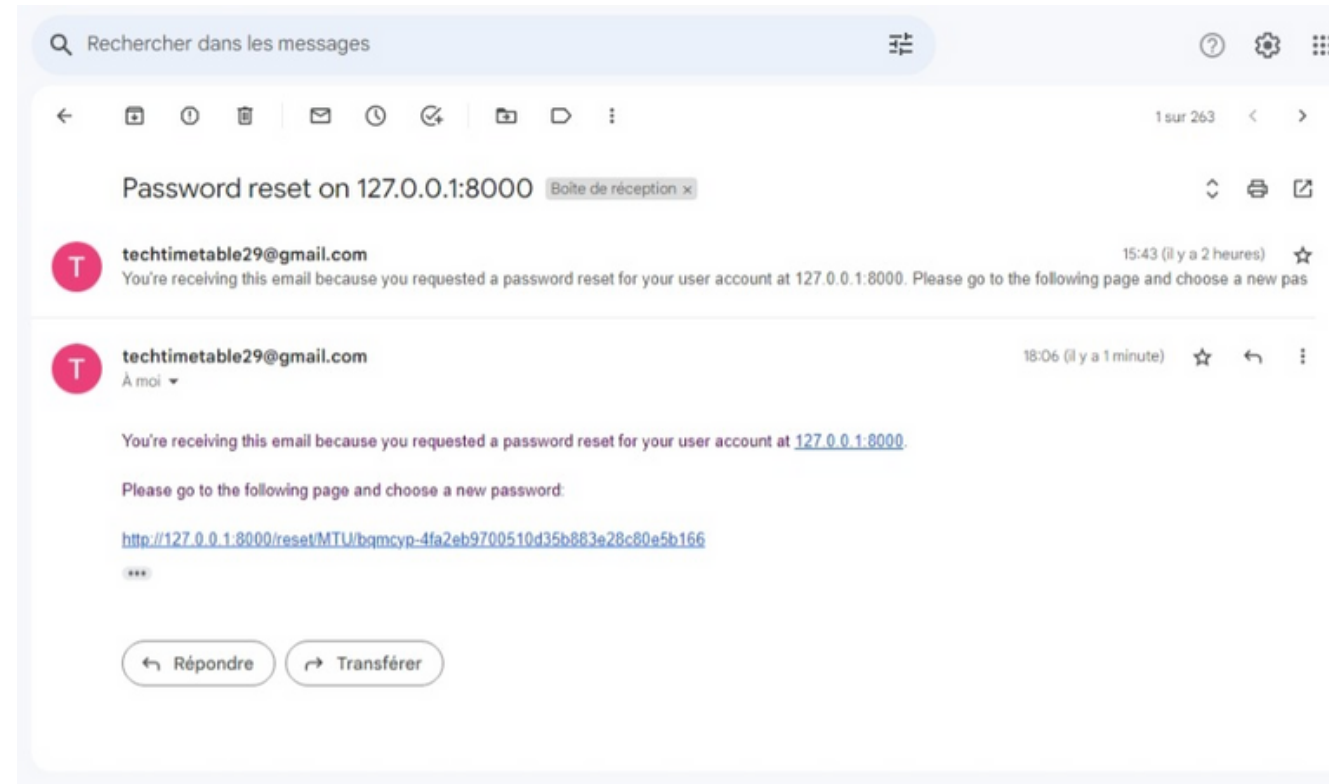 Rechercher dans les messages
1 sur 263
Password reset on 127.0.0.1:8000 Boîte de réception ×
techtimetable29@gmail.com 15:43 (il y a 2 heures)
You're receiving this email because you requested a password reset for your user account at 127.0.0.1:8000. Please go to the following page and choose a new pas
techtimetable29@gmail.com 18:06 (il y a 1 minute)
À moi
You're receiving this email because you requested a password reset for your user account at 127.0.0.1:8000.
Please go to the following page and choose a new password:
http://127.0.0.1:8000/reset/MTU/bqmcyp-4fa2eb9700510d35b883e28c80e5b166
Répondre Transférer
T
T